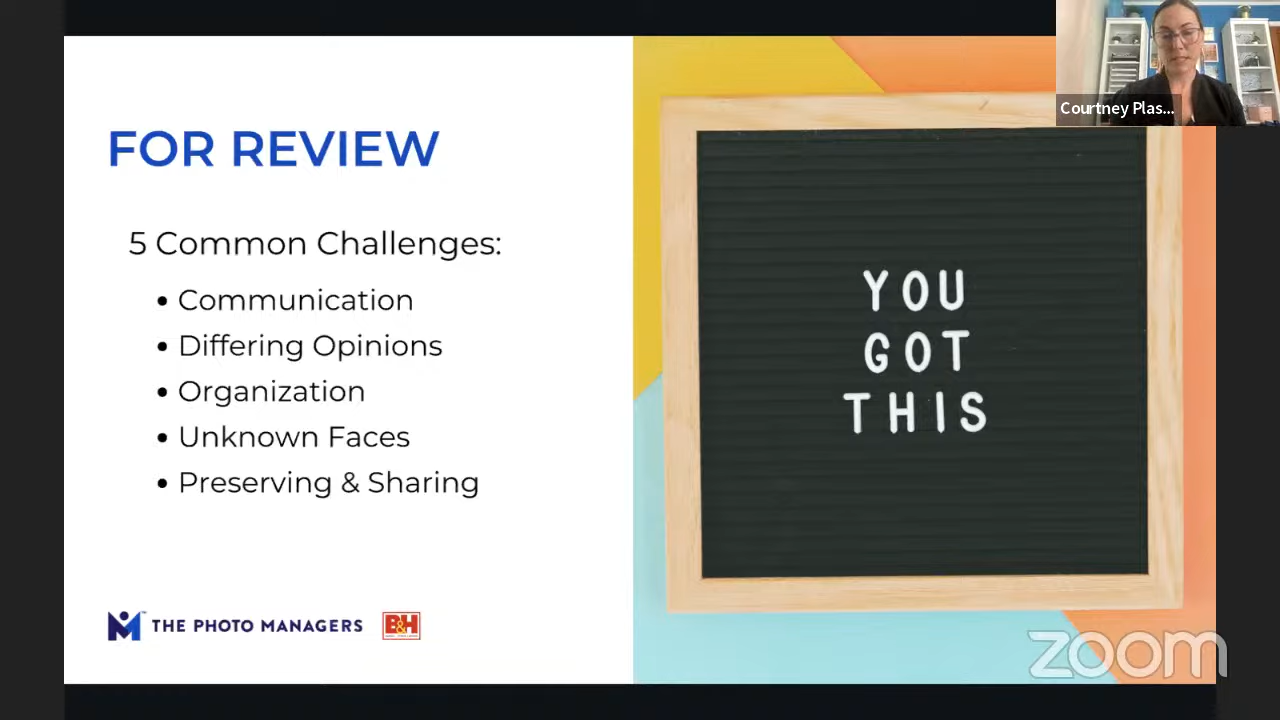 Courtney Plas...
FOR REVIEW
5 Common Challenges:
• Communication
• Differing Opinions
• Organization
• Unknown Faces
• Preserving & Sharing
YOU
GOT
THIS
THE PHOTO MANAGERS
B&H
zoom